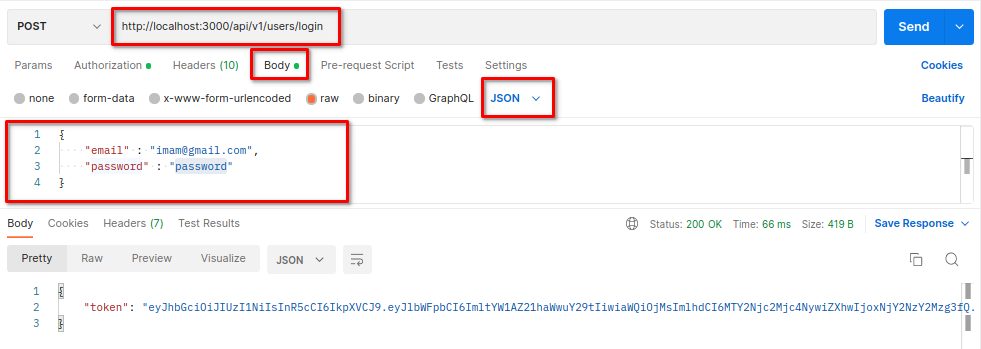 POST http://localhost:3000/api/v1/users/login Send
Params Authorization Headers (10) Body Pre-request Script Tests Settings Cookies
none form-data x-www-form-urlencoded raw binary GraphQL JSON Beautify
1 {
2 "email" : "imam@gmail.com",
3 "password" : "password"
4 }
Body Cookies Headers (7) Test Results Status: 200 OK Time: 66 ms Size: 419 B Save Response
Pretty Raw Preview Visualize JSON
1 {
2 "token": "eyJhbGciOiJIUzI1NiIsInR5cCI6IkpXVCJ9.eyJlbWFpbCI6ImltYW1AZ21haWwuY29tIiwiaWQiOjMsImlhdCI6MTY2Njc2Mjc4NywiZXhwIjoxNjY2NzY2Mzg3fQ.
3 }